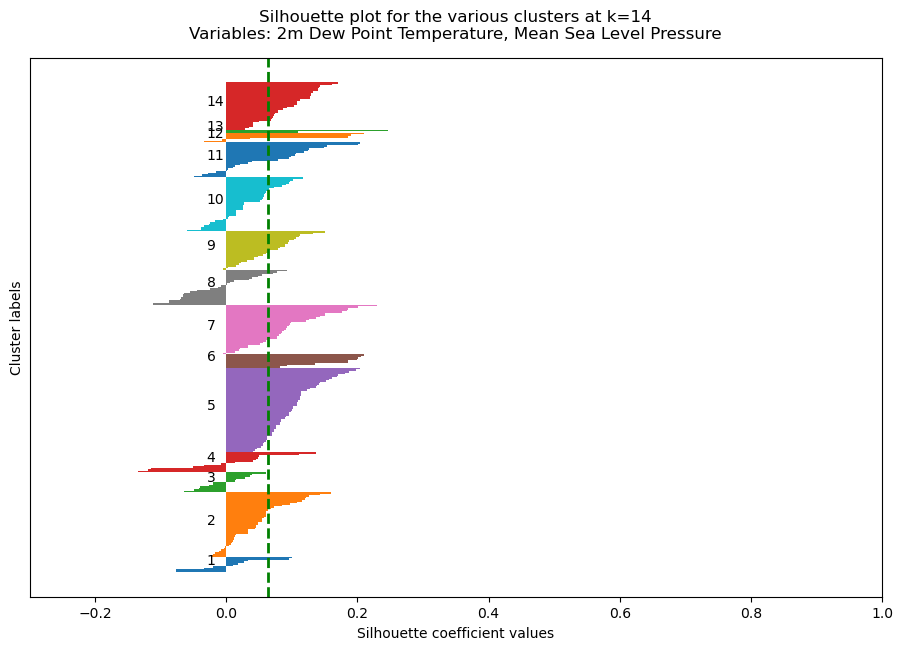 Silhouette plot for the various clusters at k=14
Variables: 2m Dew Point Temperature, Mean Sea Level Pressure
Cluster labels
14
13
12
11
10
9
8
7
6
5
4
3
2
1
−0.2 0.0 0.2 0.4 0.6 0.8 1.0
Silhouette coefficient values